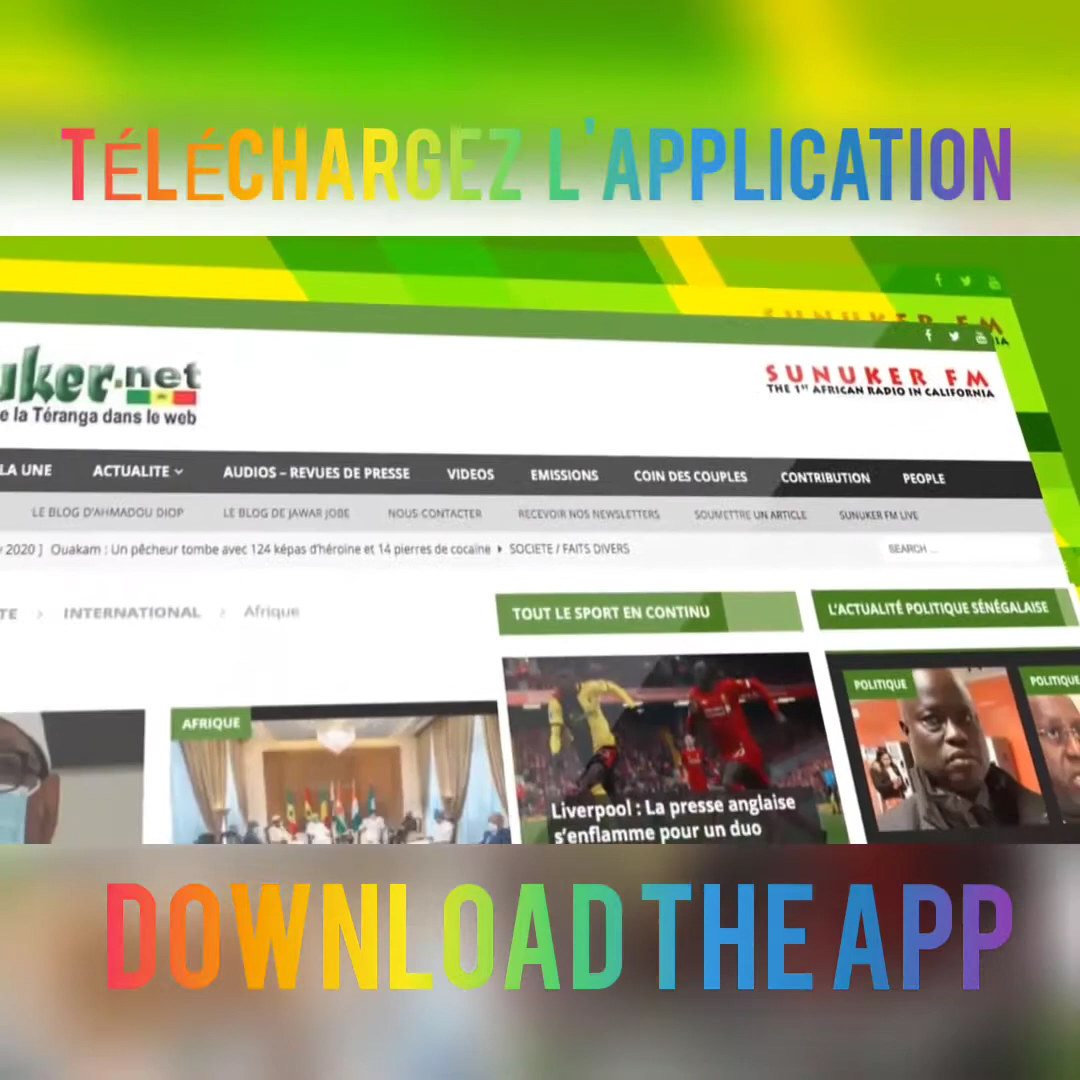 TÉLÉCHARGEZ L'APPLICATION
SUNUKER FM
uker.net
e la Téranga dans le web
SUNUKER FM
THE 1ST AFRICAN RADIO IN CALIFORNIA
LA UNE ACTUALITE AUDIOS – REVUES DE PRESSE VIDEOS EMISSIONS COIN DES COUPLES CONTRIBUTION PEOPLE
LE BLOG D'AHMADOU DIOP LE BLOG DE JAWAR JOBE NOUS CONTACTER RECEVOIR NOS NEWSLETTERS SOUMETTRE UN ARTICLE SUNUKER FM LIVE
2020 ] Ouakam : Un pêcheur tombe avec 124 képas d'héroïne et 14 pierres de cocaïne SOCIETE / FAITS DIVERS SEARCH ...
TE › INTERNATIONAL › Afrique
TOUT LE SPORT EN CONTINU
L'ACTUALITÉ POLITIQUE SÉNÉGALAISE
AFRIQUE
POLITIQUE
POLITIQUE
Liverpool : La presse anglaise
s'enflamme pour un duo
DOWNLOAD THE APP